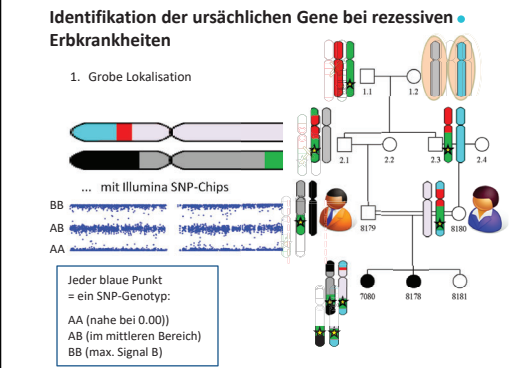 Identifikation der ursächlichen Gene bei rezessiven
Erbkrankheiten
1. Grobe Lokalisation
... mit Illumina SNP-Chips
BB
AB
AA
Jeder blaue Punkt
= ein SNP-Genotyp:
AA (nahe bei 0.00))
AB (im mittleren Bereich)
BB (max. Signal B)
1.1
1.2
2.1
2.2
2.3
2.4
8179
8180
7080
8178
8181